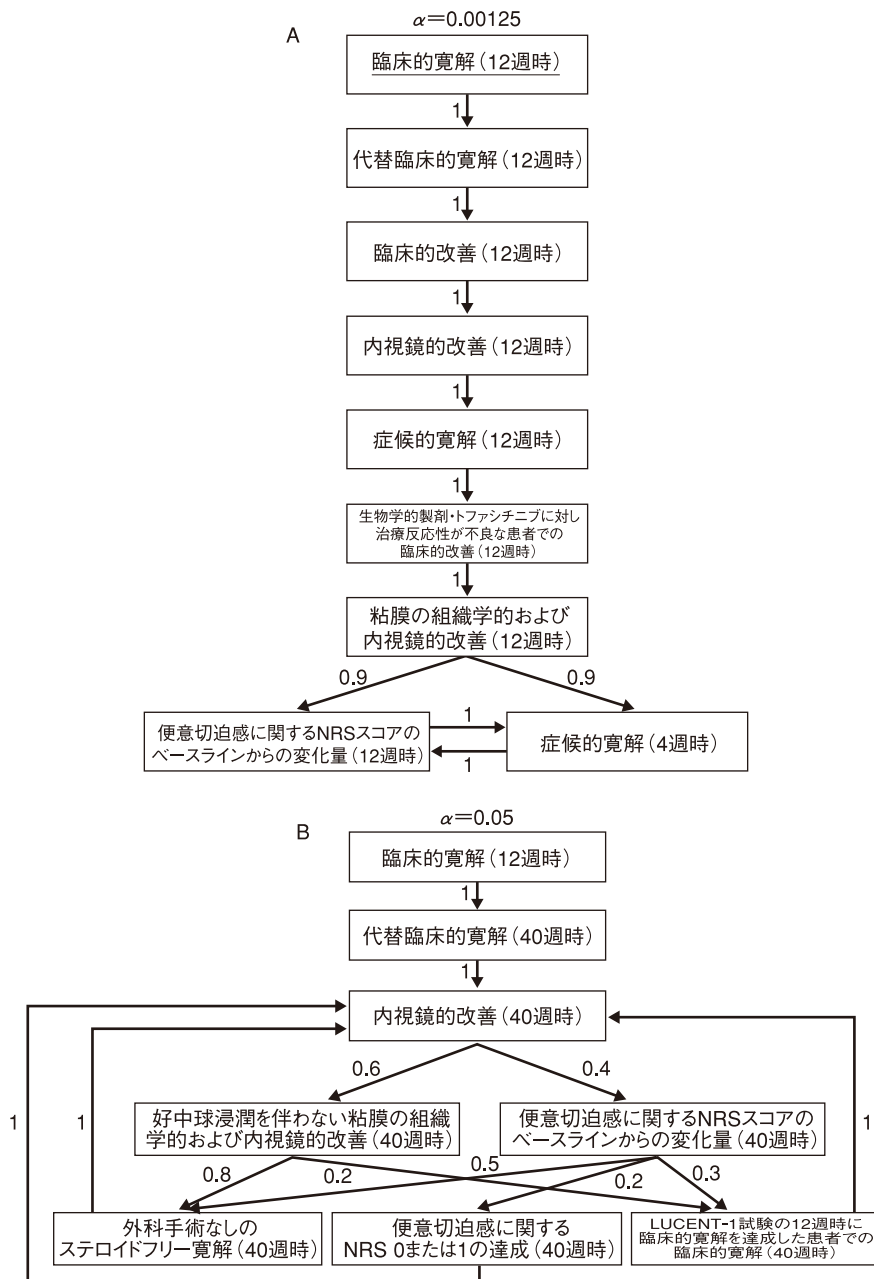 α=0.00125
A
臨床的寛解(12週時)
1
代替臨床的寛解(12週時)
1
臨床的改善(12週時)
1
内視鏡的改善(12週時)
1
症候的寛解(12週時)
1
生物学的製剤・トファシチニブに対し
治療反応性が不良な患者での
臨床的改善(12週時)
1
粘膜の組織学的および
内視鏡的改善(12週時)
0.9
0.9
便意切迫感に関するNRSスコアの
ベースラインからの変化量(12週時)
1
1
症候的寛解(4週時)
B
α=0.05
臨床的寛解(12週時)
1
代替臨床的寛解(40週時)
1
内視鏡的改善(40週時)
0.6
0.4
1
1
1
好中球浸潤を伴わない粘膜の組織
学的および内視鏡的改善(40週時)
便意切迫感に関するNRSスコアの
ベースラインからの変化量(40週時)
0.8
0.2
0.5
0.2
0.3
外科手術なしの
ステロイドフリー寛解(40週時)
便意切迫感に関する
NRS 0または1の達成(40週時)
LUCENT-1試験の12週時に
臨床的寛解を達成した患者での
臨床的寛解(40週時)